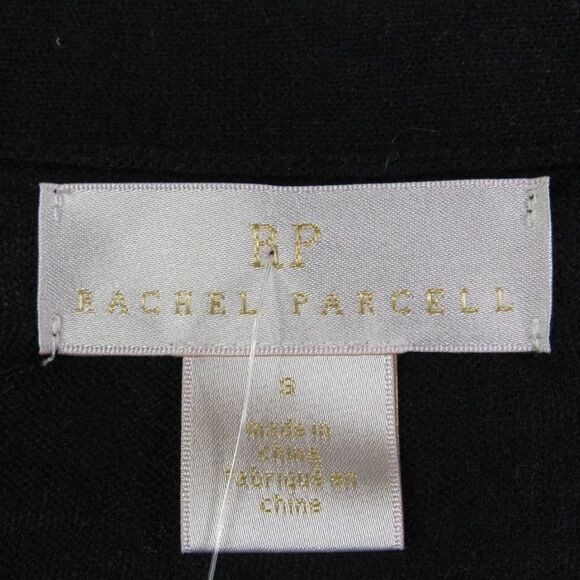 RP
RACHEL PARCELL
S
made in
china
fabriqué en
chine